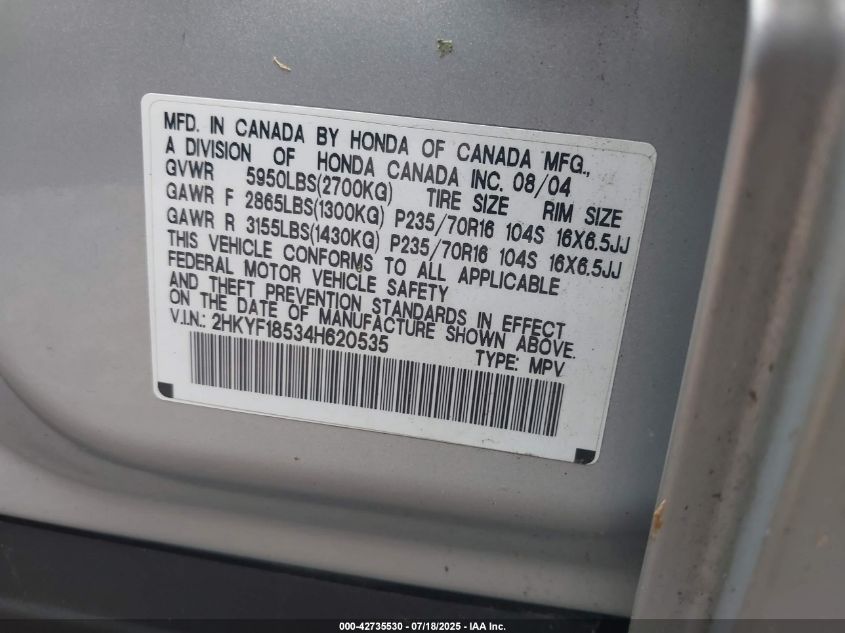 MFD. IN CANADA BY HONDA OF CANADA MFG.,
A DIVISION OF HONDA CANADA INC. 08/04
GVWR 5950LBS(2700KG) TIRE SIZE RIM SIZE
GAWR F 2865LBS(1300KG) P235/70R16 104S 16X6.5JJ
GAWR R 3155LBS(1430KG) P235/70R16 104S 16X6.5JJ
THIS VEHICLE CONFORMS TO ALL APPLICABLE
FEDERAL MOTOR VEHICLE SAFETY
AND THEFT PREVENTION STANDARDS IN EFFECT
ON THE DATE OF MANUFACTURE SHOWN ABOVE.
V.I.N.: 2HKYF18534H620535 TYPE: MPV
000-42735530 - 07/18/2025 - IAA Inc.